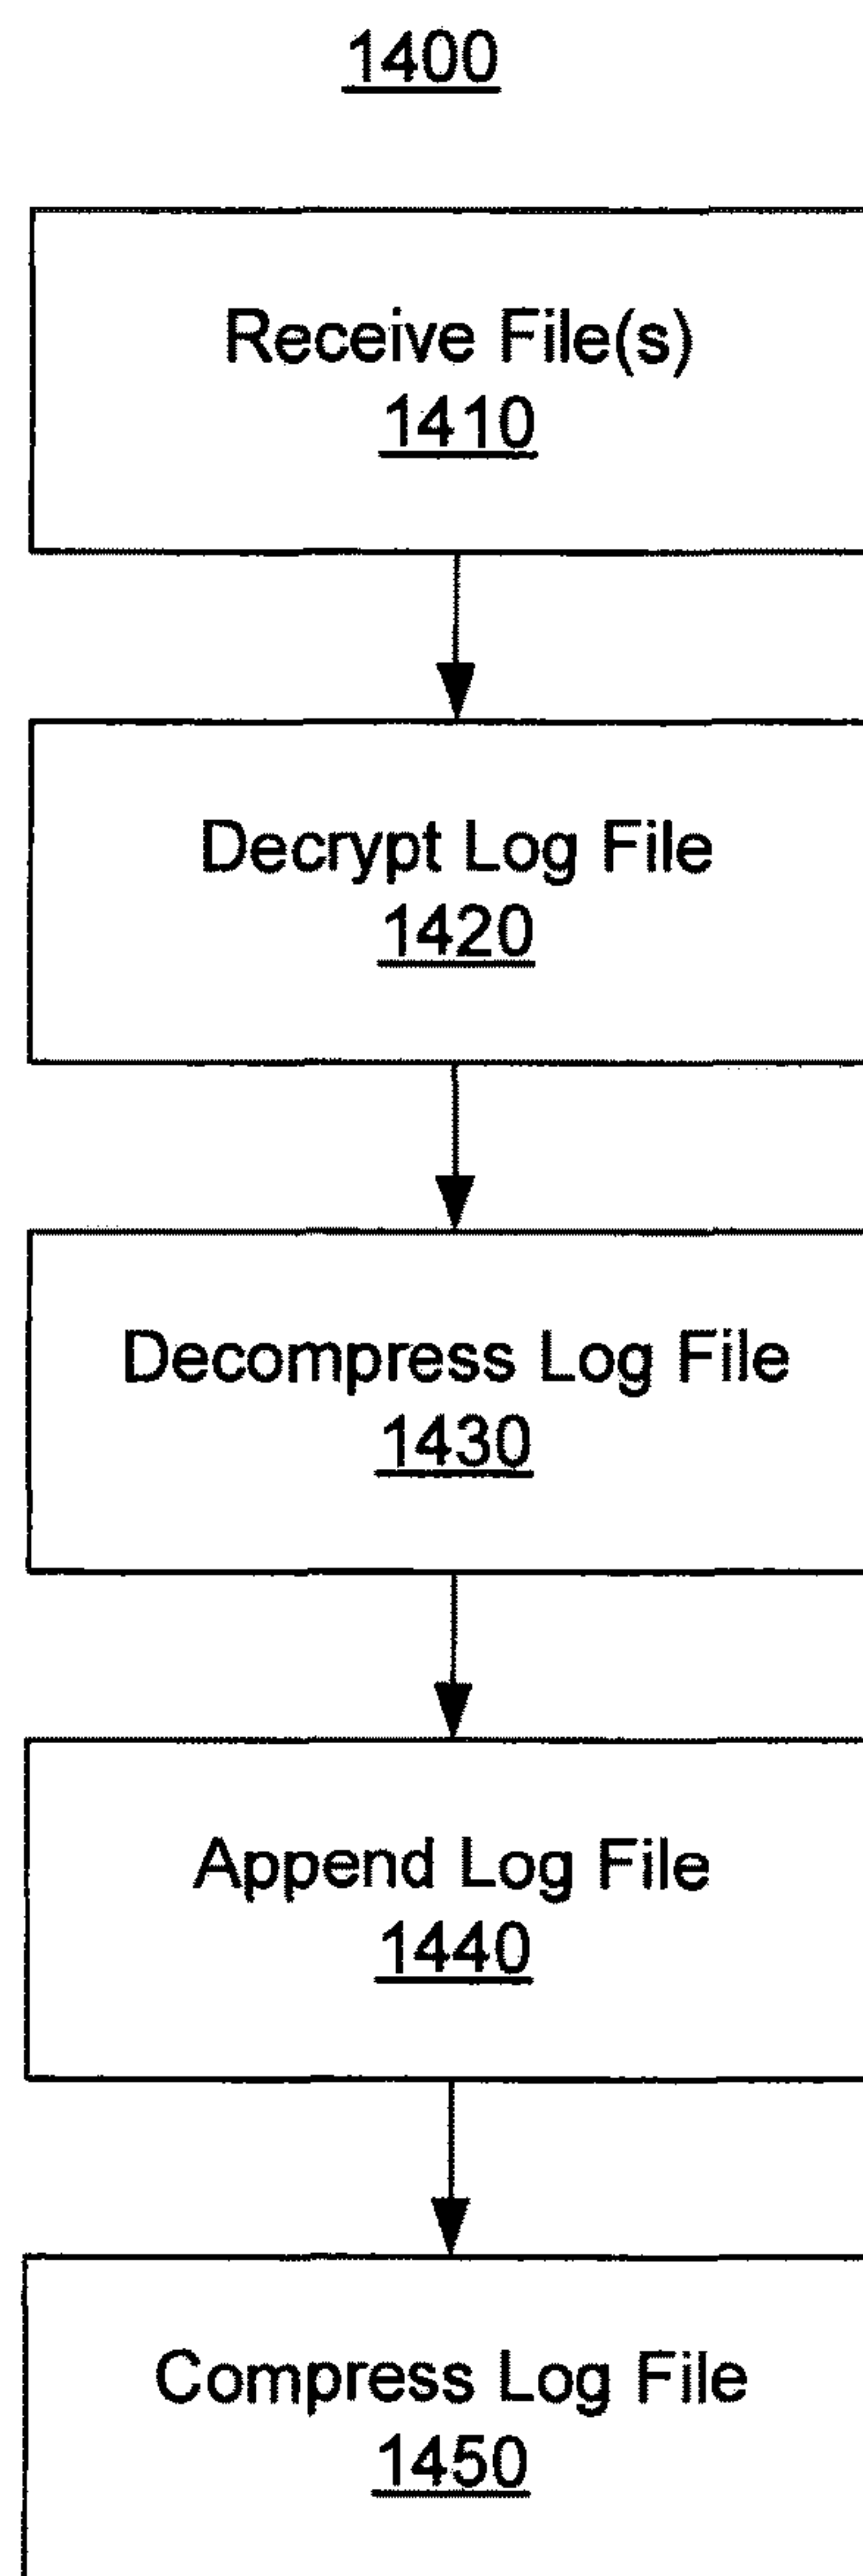 1400
Receive File(s)
1410
Decrypt Log File
1420
Decompress Log File
1430
Append Log File
1440
Compress Log File
1450